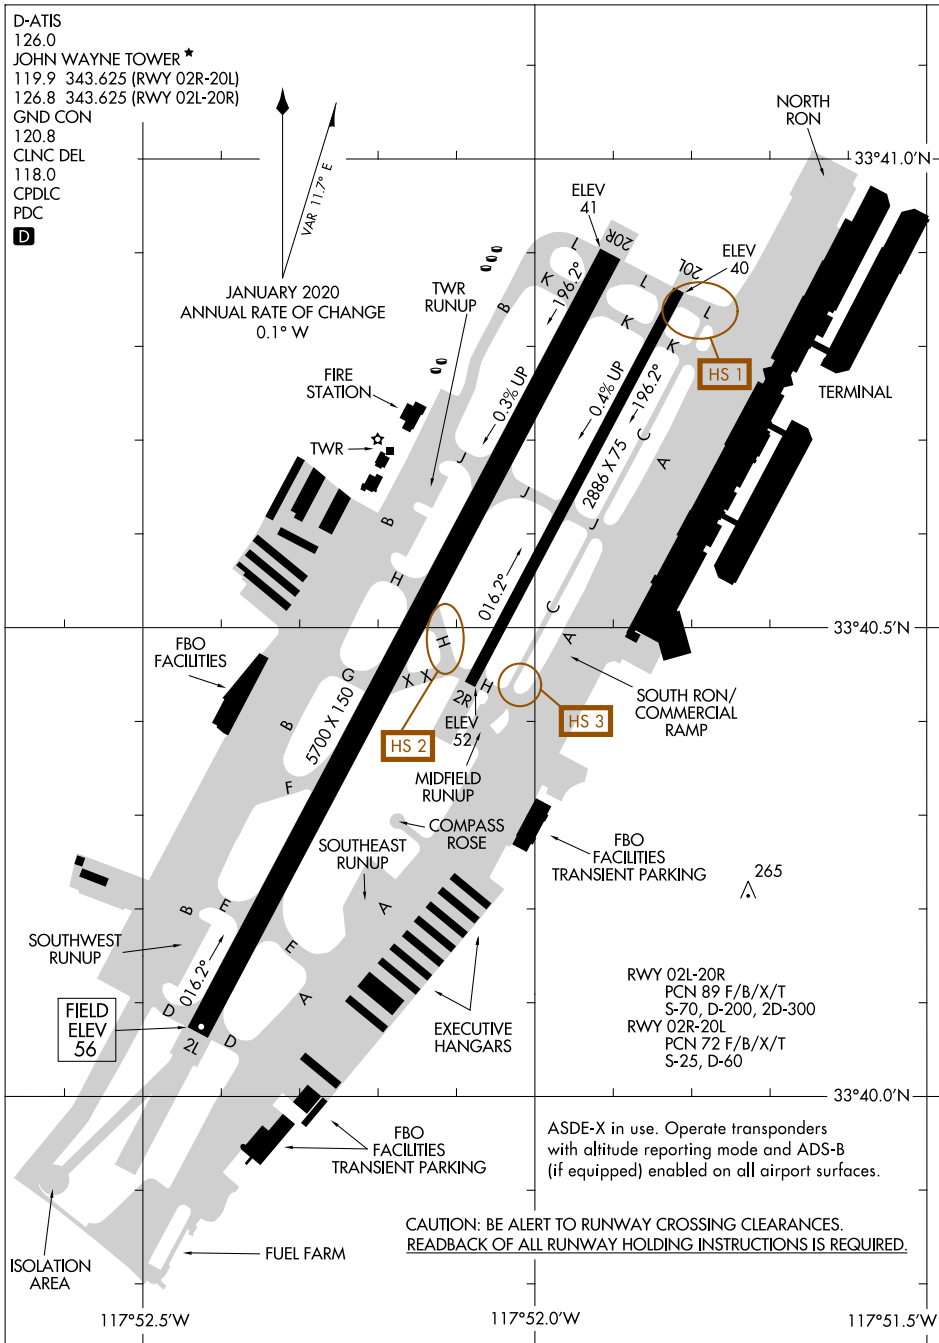 D-ATIS
126.0
JOHN WAYNE TOWER ★
119.9 343.625 (RWY 02R-20L)
126.8 343.625 (RWY 02L-20R)
GND CON
120.8
CLNC DEL
118.0
CPDLC
PDC
D
VAR 11.7° E
JANUARY 2020
ANNUAL RATE OF CHANGE
0.1° W
NORTH
RON
33°41.0'N
ELEV
41
20R
ELEV
40
20L
L
L
L
K
K
K
B
196.2°
TWR
RUNUP
HS 1
FIRE
STATION
TWR
0.3% UP
0.4% UP
196.2°
TERMINAL
2886 X 75
C
A
J
J
J
B
H
016.2°
C
A
33°40.5'N
FBO
FACILITIES
H
G
X
X
H
2R
B
5700 X 150
HS 2
ELEV
52
HS 3
SOUTH RON/
COMMERCIAL
RAMP
MIDFIELD
RUNUP
F
COMPASS
ROSE
SOUTHEAST
RUNUP
FBO
FACILITIES
TRANSIENT PARKING
265
B
E
A
SOUTHWEST
RUNUP
E
016.2°
A
FIELD
ELEV
56
D
D
2L
EXECUTIVE
HANGARS
RWY 02L-20R
PCN 89 F/B/X/T
S-70, D-200, 2D-300
RWY 02R-20L
PCN 72 F/B/X/T
S-25, D-60
33°40.0'N
FBO
FACILITIES
TRANSIENT PARKING
ASDE-X in use. Operate transponders
with altitude reporting mode and ADS-B
(if equipped) enabled on all airport surfaces.
CAUTION: BE ALERT TO RUNWAY CROSSING CLEARANCES.
READBACK OF ALL RUNWAY HOLDING INSTRUCTIONS IS REQUIRED.
FUEL FARM
ISOLATION
AREA
117°52.5'W
117°52.0'W
117°51.5'W